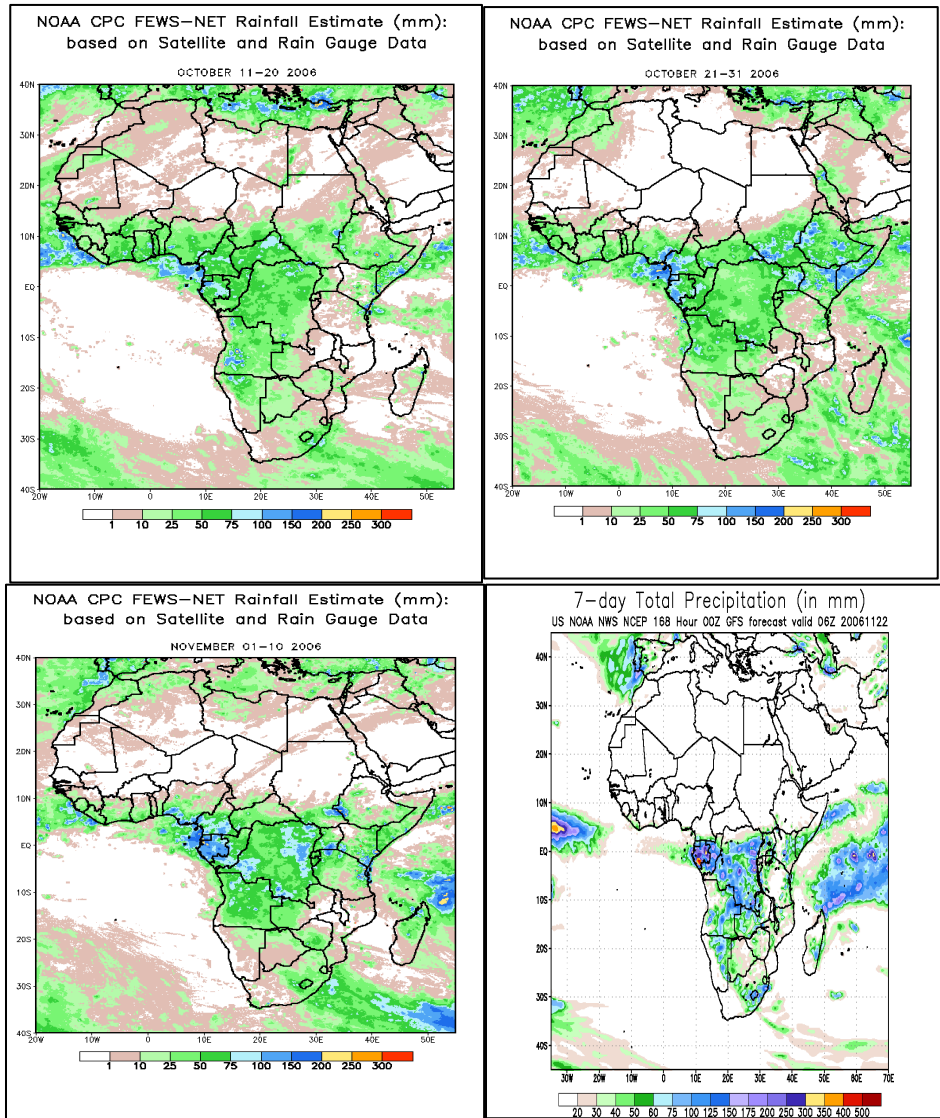 NOAA CPC FEWS-NET Rainfall Estimate (mm):
based on Satellite and Rain Gauge Data
OCTOBER 11-20 2006
40N
30N
20N
10N
EQ
10S
20S
30S
40S
20W 10W 0 10E 20E 30E 40E 50E
1 10 25 50 75 100 150 200 250 300
NOAA CPC FEWS-NET Rainfall Estimate (mm):
based on Satellite and Rain Gauge Data
OCTOBER 21-31 2006
40N
30N
20N
10N
EQ
10S
20S
30S
40S
20W 10W 0 10E 20E 30E 40E 50E
1 10 25 50 75 100 150 200 250 300
NOAA CPC FEWS-NET Rainfall Estimate (mm):
based on Satellite and Rain Gauge Data
NOVEMBER 01-10 2006
40N
30N
20N
10N
EQ
10S
20S
30S
40S
20W 10W 0 10E 20E 30E 40E 50E
1 10 25 50 75 100 150 200 250 300
7-day Total Precipitation (in mm)
US NOAA NWS NCEP 168 Hour 00Z GFS forecast valid 06Z 20061122
40N
30N
20N
10N
EQ
10S
20S
30S
40S
30W 20W 10W 0 10E 20E 30E 40E 50E 60E 70E
20 30 40 50 60 75 100 125 150 175 200 250 300 350 400 500